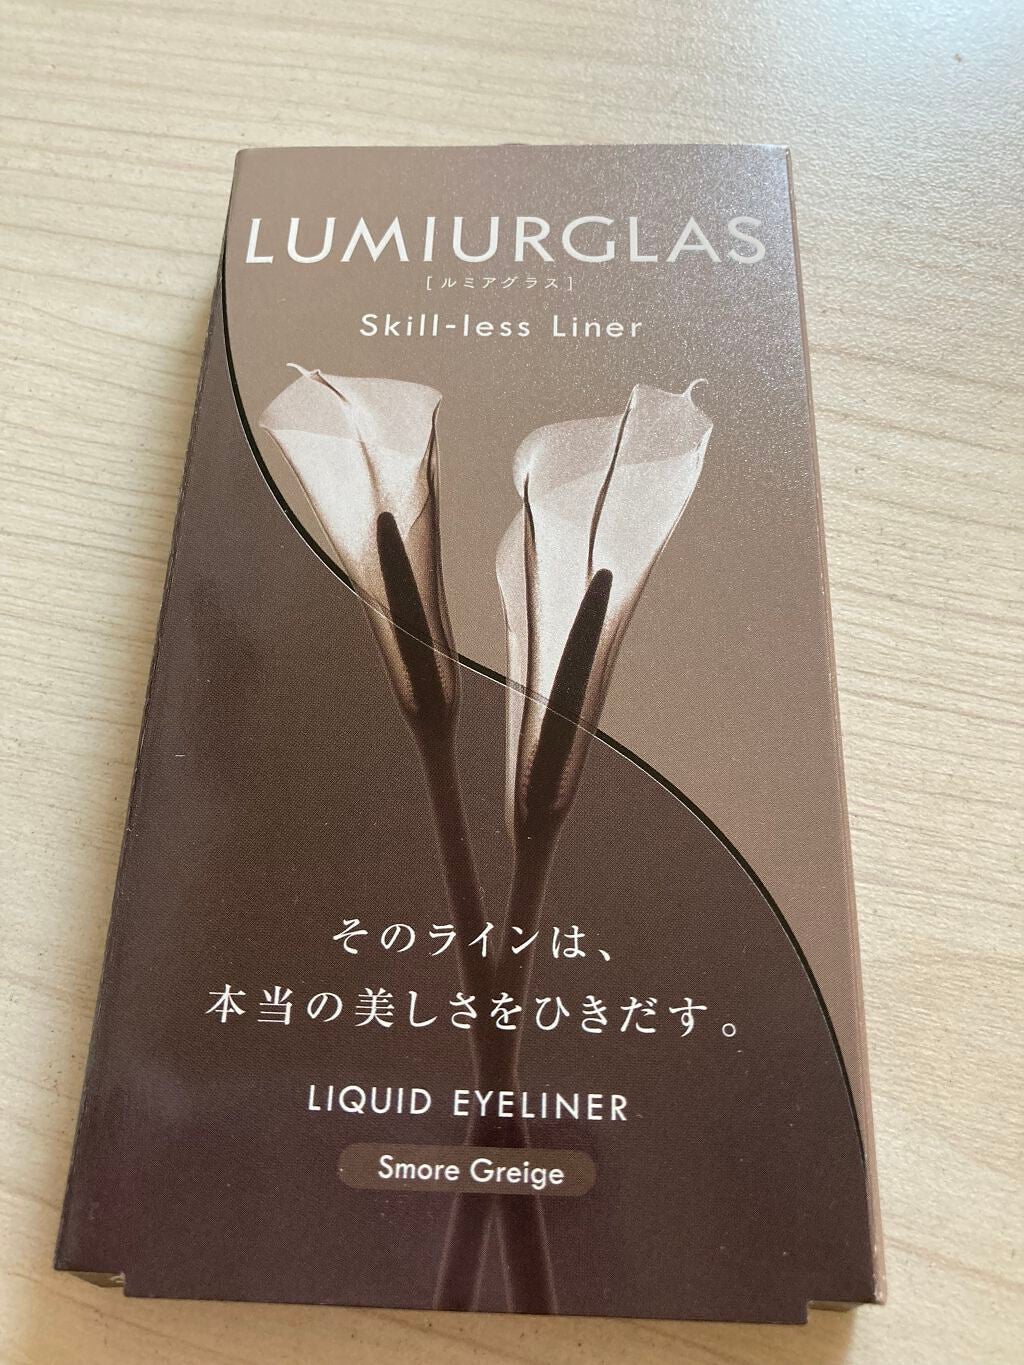 LUMIURGLAS
[ルミアグラス]
Skill-less Liner
そのラインは、
本当の美しさをひきだす。
LIQUID EYELINER
Smore Greige